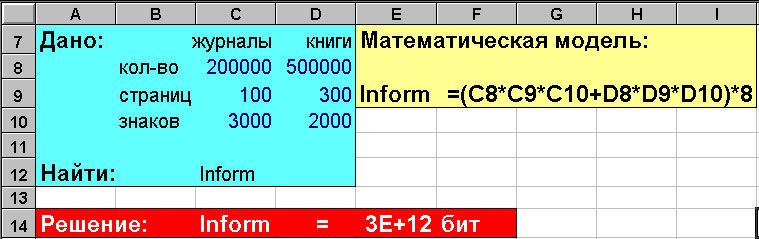 A B C D E F G H I
7 Дано: журналы книги Математическая модель:
8 кол-во 200000 500000
9 страниц 100 300 Inform =(C8*C9*C10+D8*D9*D10)*8
10 знаков 3000 2000
11
12 Найти: Inform
13
14 Решение: Inform = 3E+12 бит